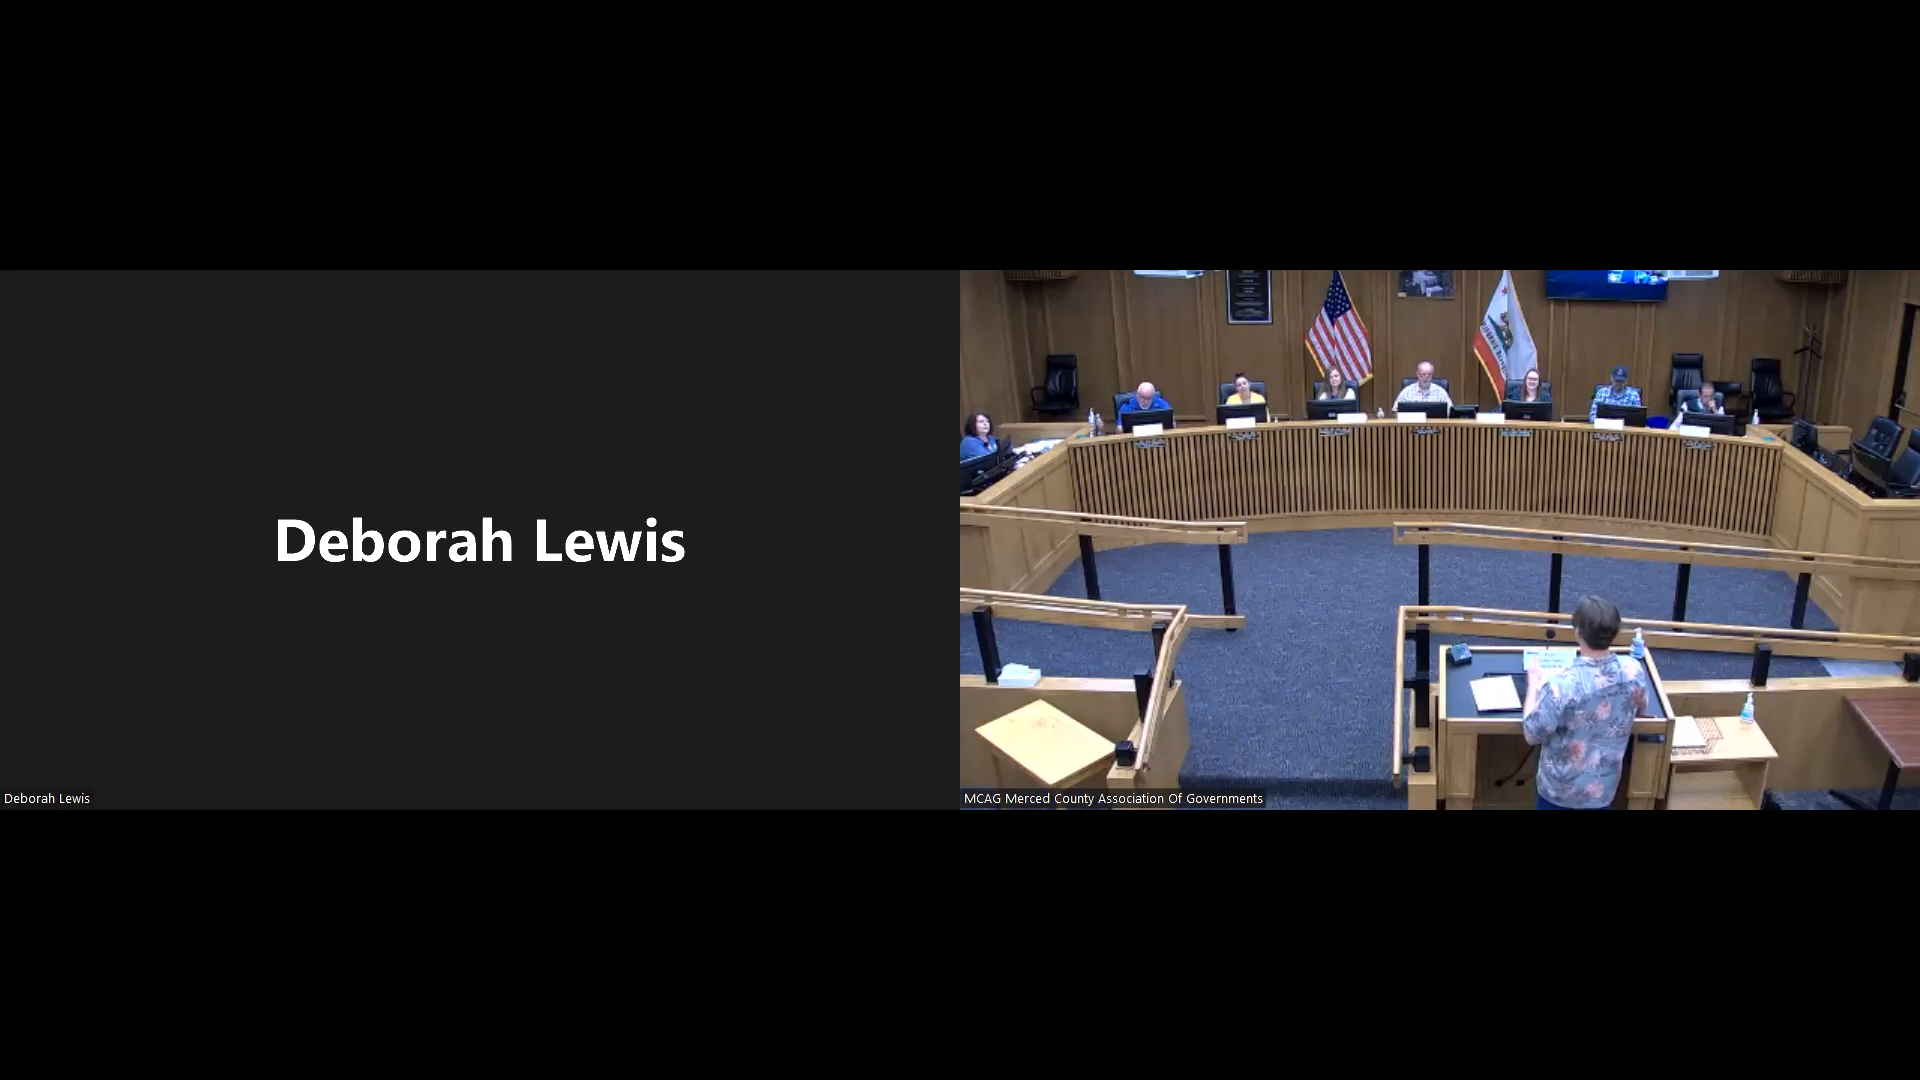 Deborah Lewis
Deborah Lewis
MCAG Merced County Association Of Governments